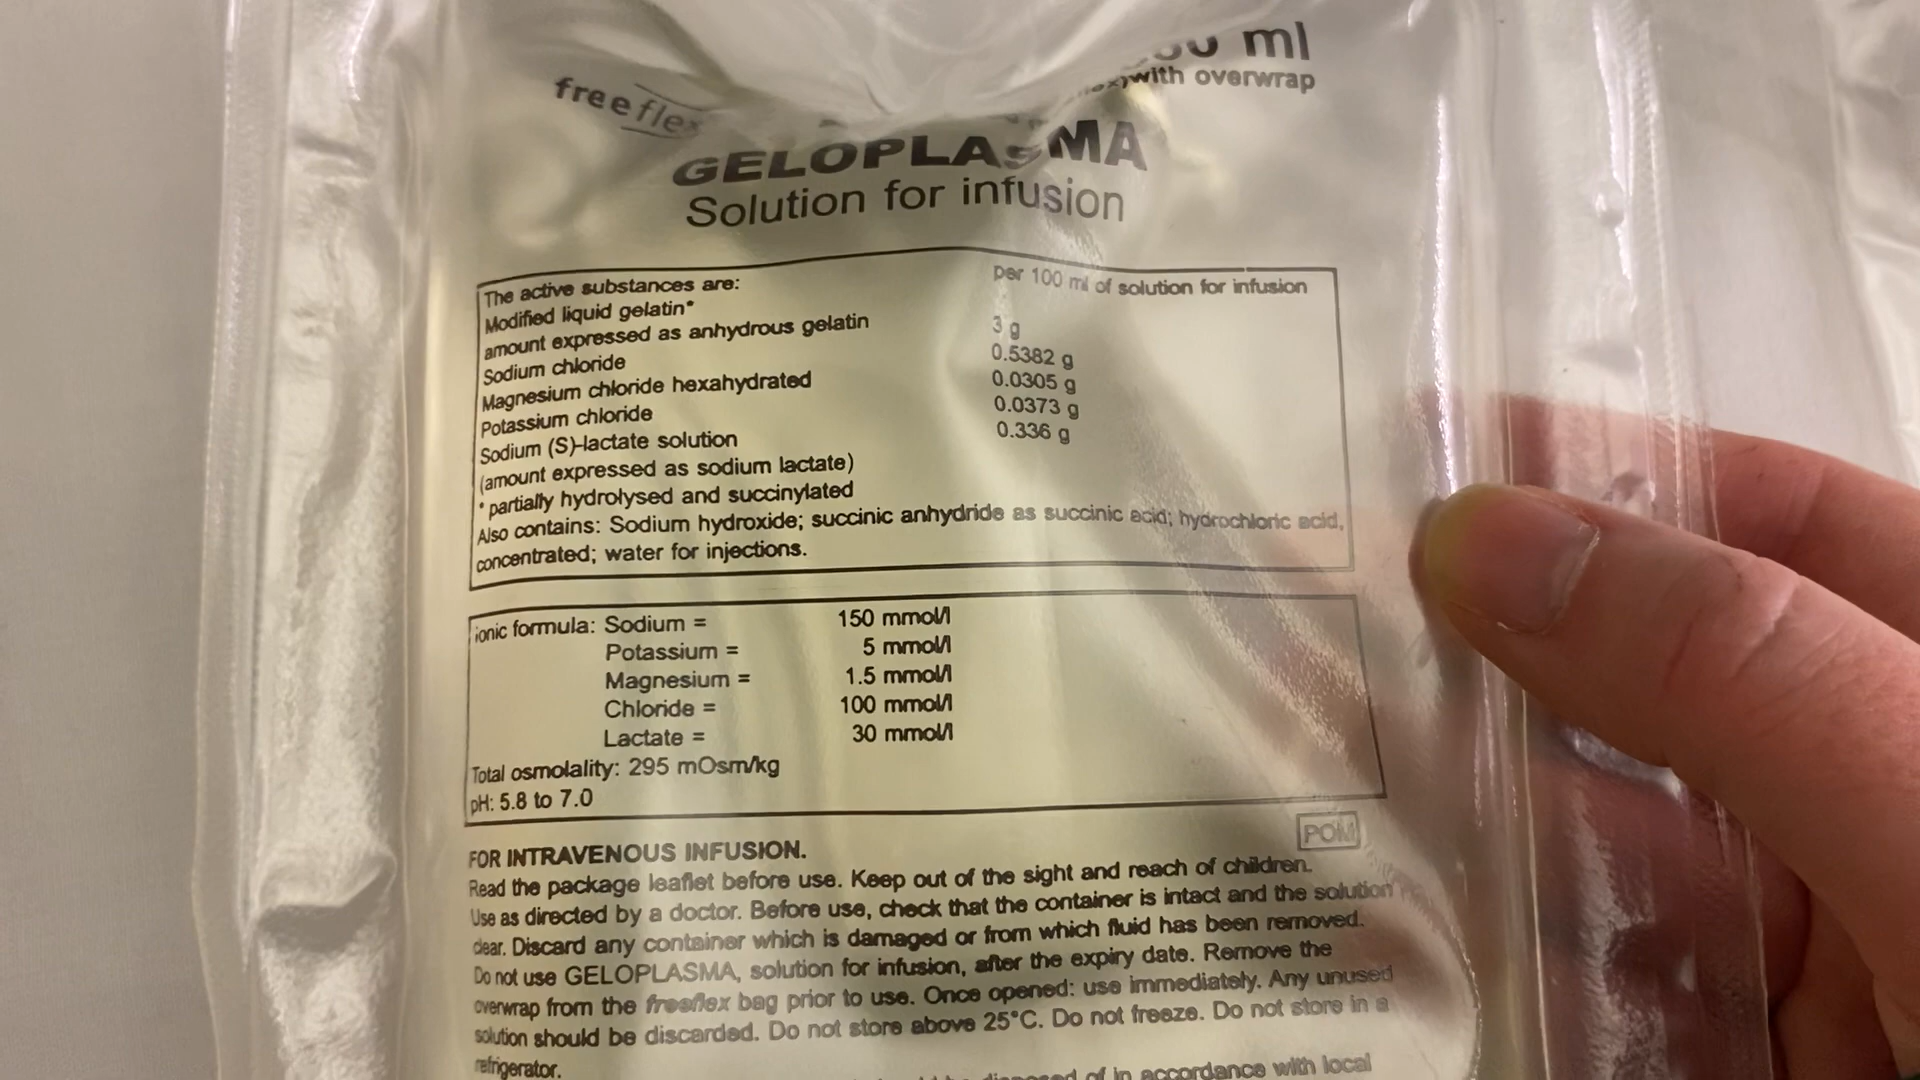 ml
with overwrap
freeflex
GELOPLASMA
Solution for infusion
The active substances are: per 100 ml of solution for infusion
Modified liquid gelatin*
amount expressed as anhydrous gelatin 3 g
Sodium chloride 0.5382 g
Magnesium chloride hexahydrated 0.0305 g
Potassium chloride 0.0373 g
Sodium (S)-lactate solution 0.336 g
(amount expressed as sodium lactate)
* partially hydrolysed and succinylated
Also contains: Sodium hydroxide; succinic anhydride as succinic acid; hydrochloric acid,
concentrated; water for injections.
ionic formula: Sodium = 150 mmol/l
Potassium = 5 mmol/l
Magnesium = 1.5 mmol/l
Chloride = 100 mmol/l
Lactate = 30 mmol/l
Total osmolality: 295 mOsm/kg
pH: 5.8 to 7.0
POM
FOR INTRAVENOUS INFUSION.
Read the package leaflet before use. Keep out of the sight and reach of children.
Use as directed by a doctor. Before use, check that the container is intact and the solution
clear. Discard any container which is damaged or from which fluid has been removed.
Do not use GELOPLASMA, solution for infusion, after the expiry date. Remove the
overwrap from the freeflex bag prior to use. Once opened: use immediately. Any unused
solution should be discarded. Do not store above 25°C. Do not freeze. Do not store in a
refrigerator.
disposed of in accordance with local